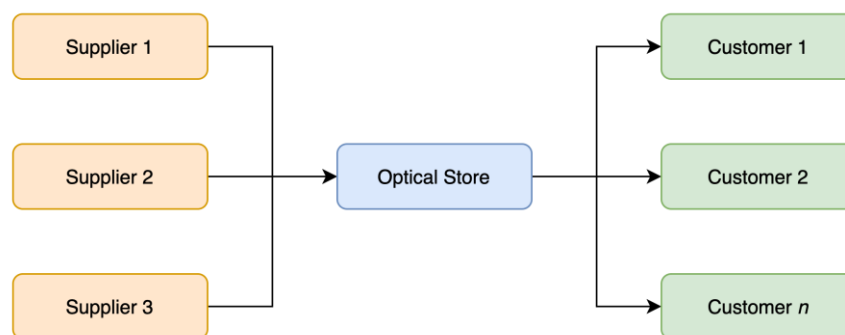 Supplier 1
Customer 1
Supplier 2
Optical Store
Customer 2
Supplier 3
Customer n